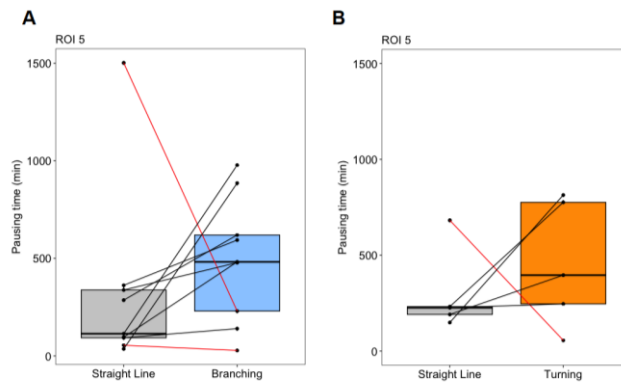 A
ROI 5
Pausing time (min)
1500
1000
500
0
Straight Line
Branching
B
ROI 5
Pausing time (min)
1500
1000
500
0
Straight Line
Turning